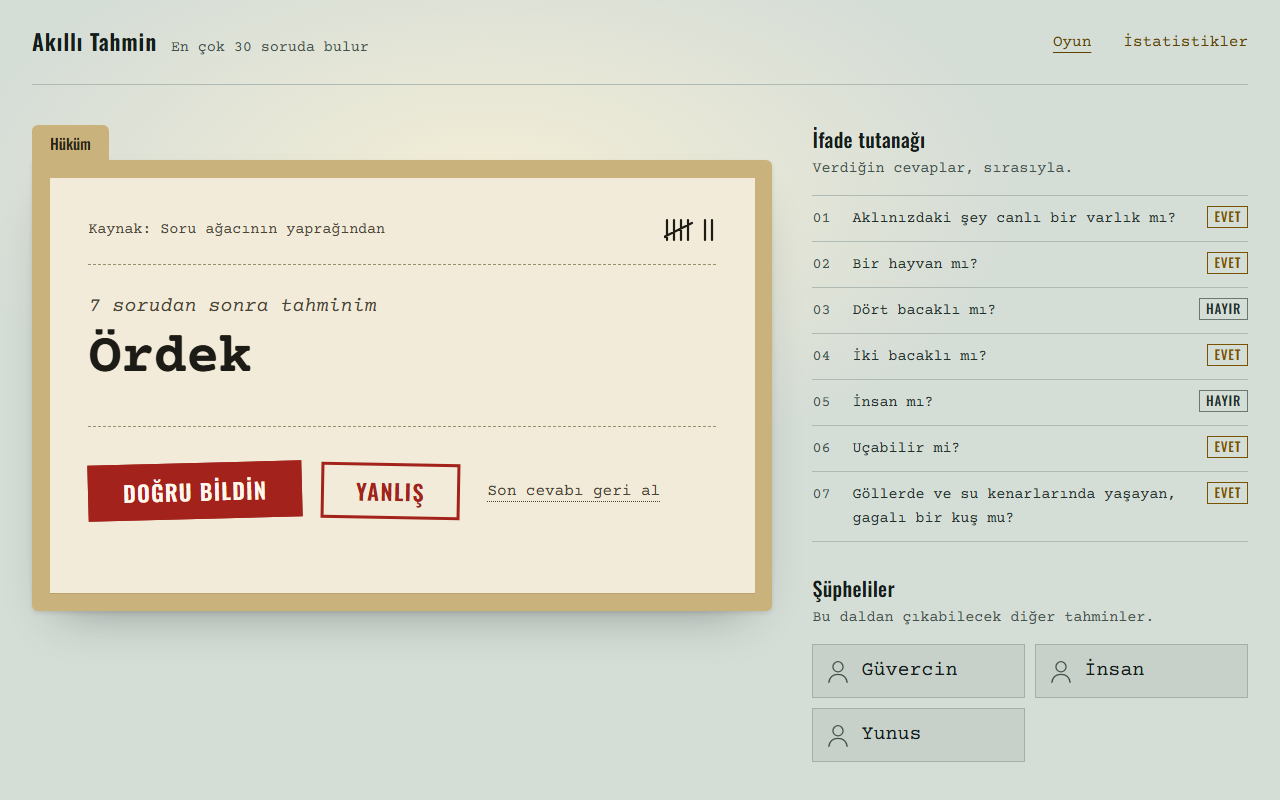 Akıllı Tahmin En çok 30 soruda bulur
Oyun İstatistikler
Hüküm
Kaynak: Soru ağacının yaprağından
7 sorudan sonra tahminim
Ördek
DOĞRU BİLDİN YANLIŞ Son cevabı geri al
İfade tutanağı
Verdiğin cevaplar, sırasıyla.
01 Aklınızdaki şey canlı bir varlık mı? EVET
02 Bir hayvan mı? EVET
03 Dört bacaklı mı? HAYIR
04 İki bacaklı mı? EVET
05 İnsan mı? HAYIR
06 Uçabilir mi? EVET
07 Göllerde ve su kenarlarında yaşayan, EVET
gagalı bir kuş mu?
Şüpheliler
Bu daldan çıkabilecek diğer tahminler.
Güvercin İnsan
Yunus